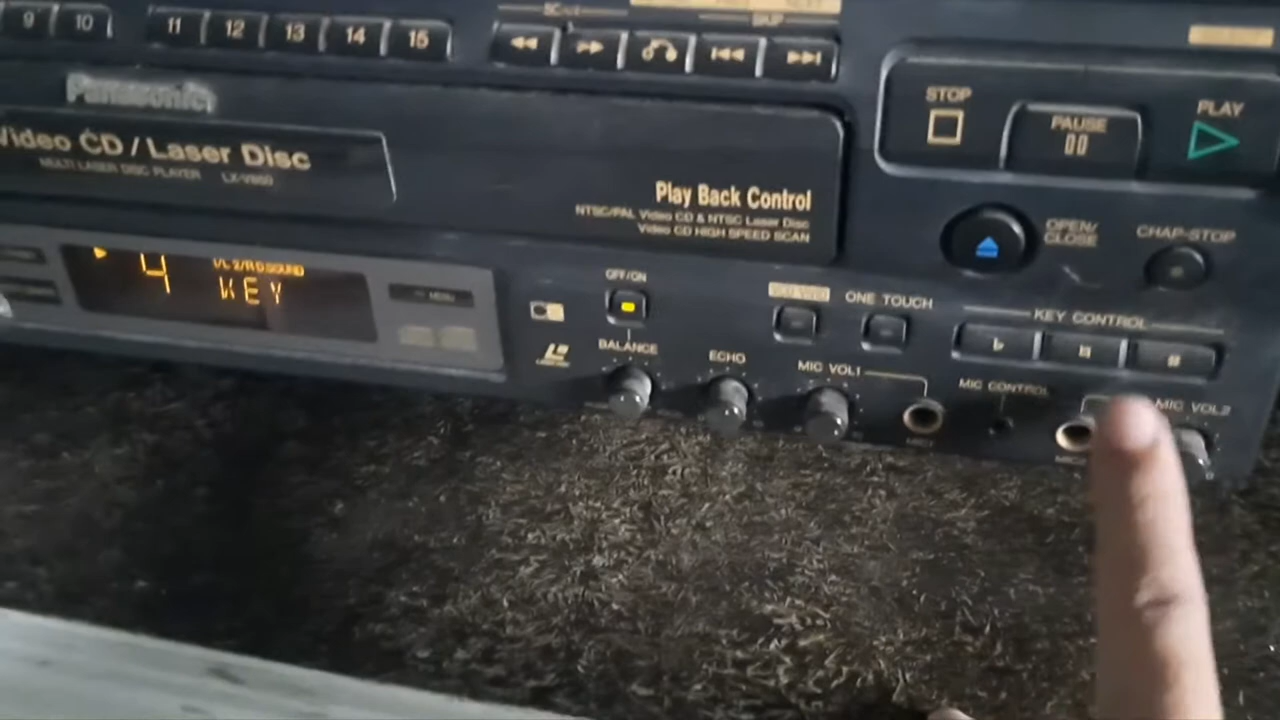 9 10 11 12 13 14 15
SKIP
Panasonic
STOP
PAUSE
PLAY
Video CD / Laser Disc
MULTI LASER DISC PLAYER
Play Back Control
NTSC/PAL Video CD & NTSC Laser Disc
Video CD HIGH SPEED SCAN
OPEN/
CLOSE
CHAP-STOP
4 KEY
MENU
OFF/ON
ONE TOUCH
KEY CONTROL
♭ ♮ #
BALANCE
ECHO
MIC VOL1
MIC CONTROL
MIC VOL2